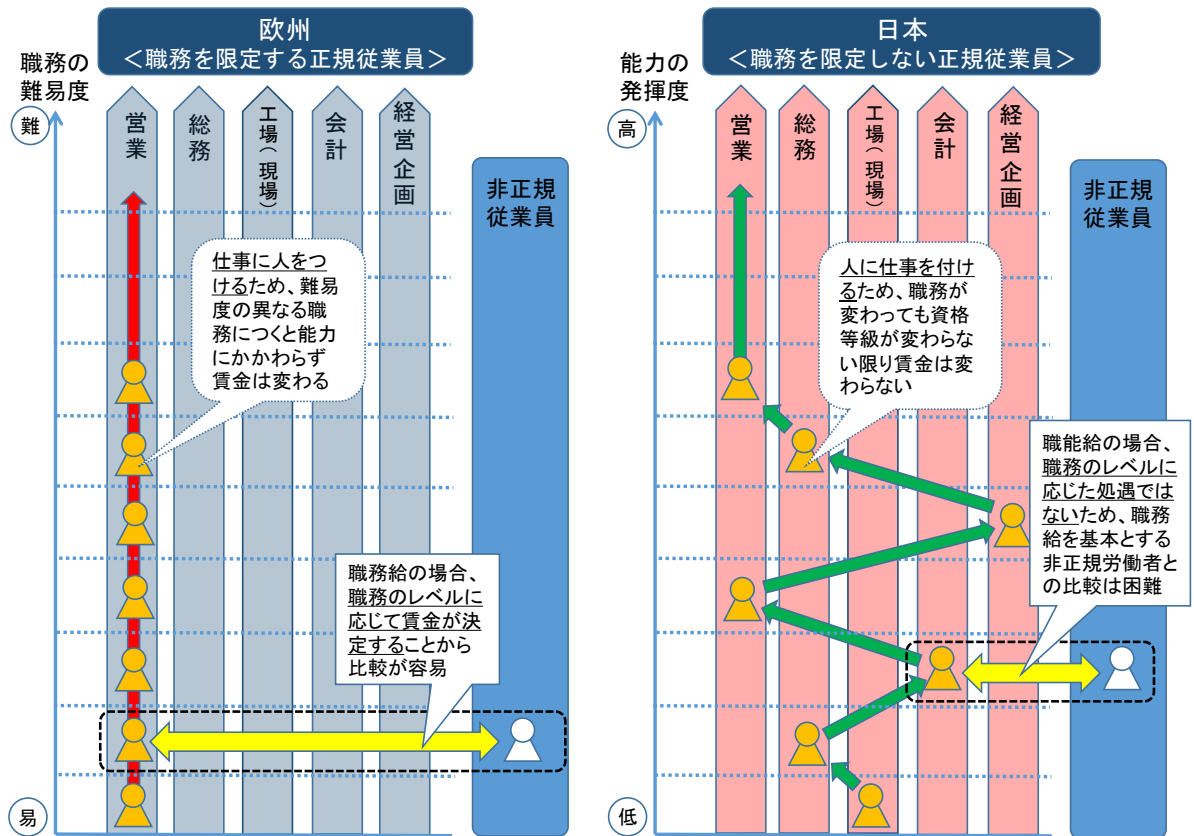 欧州
＜職務を限定する正規従業員＞
職務の
難易度
難
営業
総務
工場（現場）
会計
経営企画
非正規
従業員
仕事に人をつ
けるため、難易
度の異なる職
務につくと能力
にかかわらず
賃金は変わる
職務給の場合、
職務のレベルに
応じて賃金が決
定することから
比較が容易
易
日本
＜職務を限定しない正規従業員＞
能力の
発揮度
高
営業
総務
工場（現場）
会計
経営企画
非正規
従業員
人に仕事を付け
るため、職務が
変わっても資格
等級が変わらな
い限り賃金は変
わらない
職能給の場合、
職務のレベルに
応じた処遇では
ないため、職務
給を基本とする
非正規労働者と
の比較は困難
低